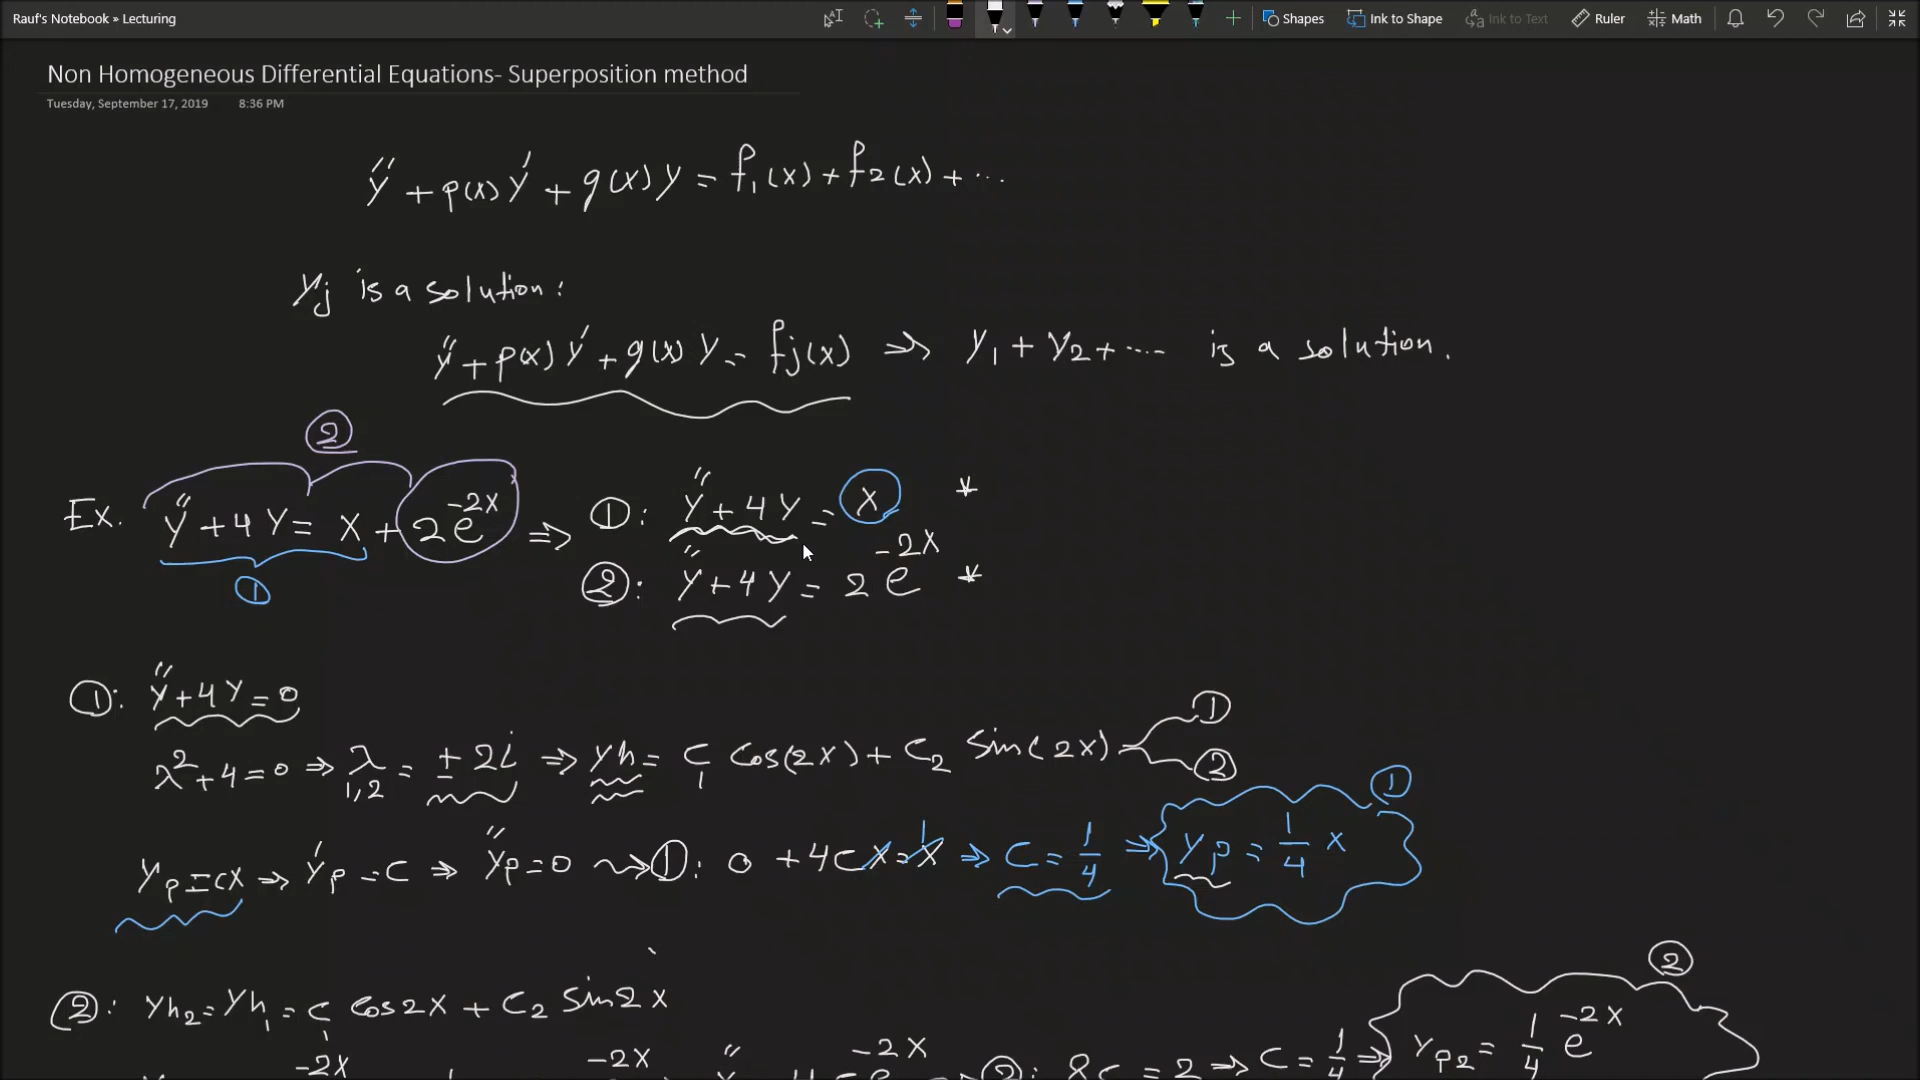 Rauf's Notebook » Lecturing
Shapes Ink to Shape Ink to Text Ruler Math
Non Homogeneous Differential Equations- Superposition method
Tuesday, September 17, 2019 8:36 PM
y'' + p(x) y' + q(x) y = f₁(x) + f₂(x) + ...
yj is a solution:
y'' + p(x) y' + q(x) y = fj(x) ⇒ y₁ + y₂ + ... is a solution.
②
Ex. y'' + 4y = x + 2e^-2x ⇒ ①: y'' + 4y = x *
①
②: y'' + 4y = 2e^-2x *
①: y'' + 4y = 0
λ² + 4 = 0 ⇒ λ₁,₂ = ± 2i ⇒ yh = C₁ cos(2x) + C₂ sin(2x) ① ②
yp = cx ⇒ y'p = c ⇒ y''p = 0 ⇝ ①: 0 + 4cx = x ⇒ c = 1/4 ⇒ yp = 1/4 x ①
②: yh₂ = yh₁ = C₁ cos2x + C₂ sin2x
②: 8c = 2 ⇒ c = 1/4 ⇒ yp₂ = 1/4 e^-2x ②